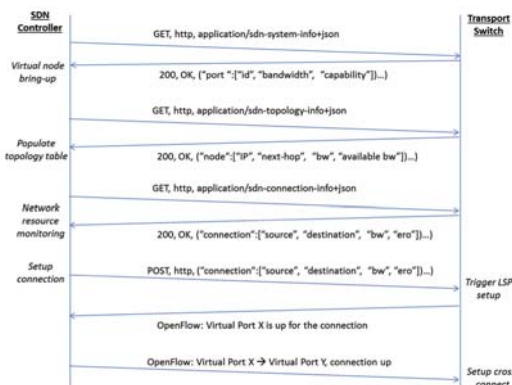 SDN
Controller
Transport
Switch
GET, http, application/sdn-system-info+json
Virtual node
bring-up
200, OK, {"port ":["id", "bandwidth", "capability"]}...}
GET, http, application/sdn-topology-info+json
Populate
topology table
200, OK, {"node":["IP", "next-hop", "bw", "available bw"]}...}
GET, http, application/sdn-connection-info+json
Network
resource
monitoring
200, OK, {"connection":["source", "destination", "bw", "ero"]}...}
Setup
connection
POST, http, {"connection":["source", "destination", "bw", "ero"]}...}
Trigger LSP
setup
OpenFlow: Virtual Port X is up for the connection
OpenFlow: Virtual Port X → Virtual Port Y, connection up
Setup cross
connect